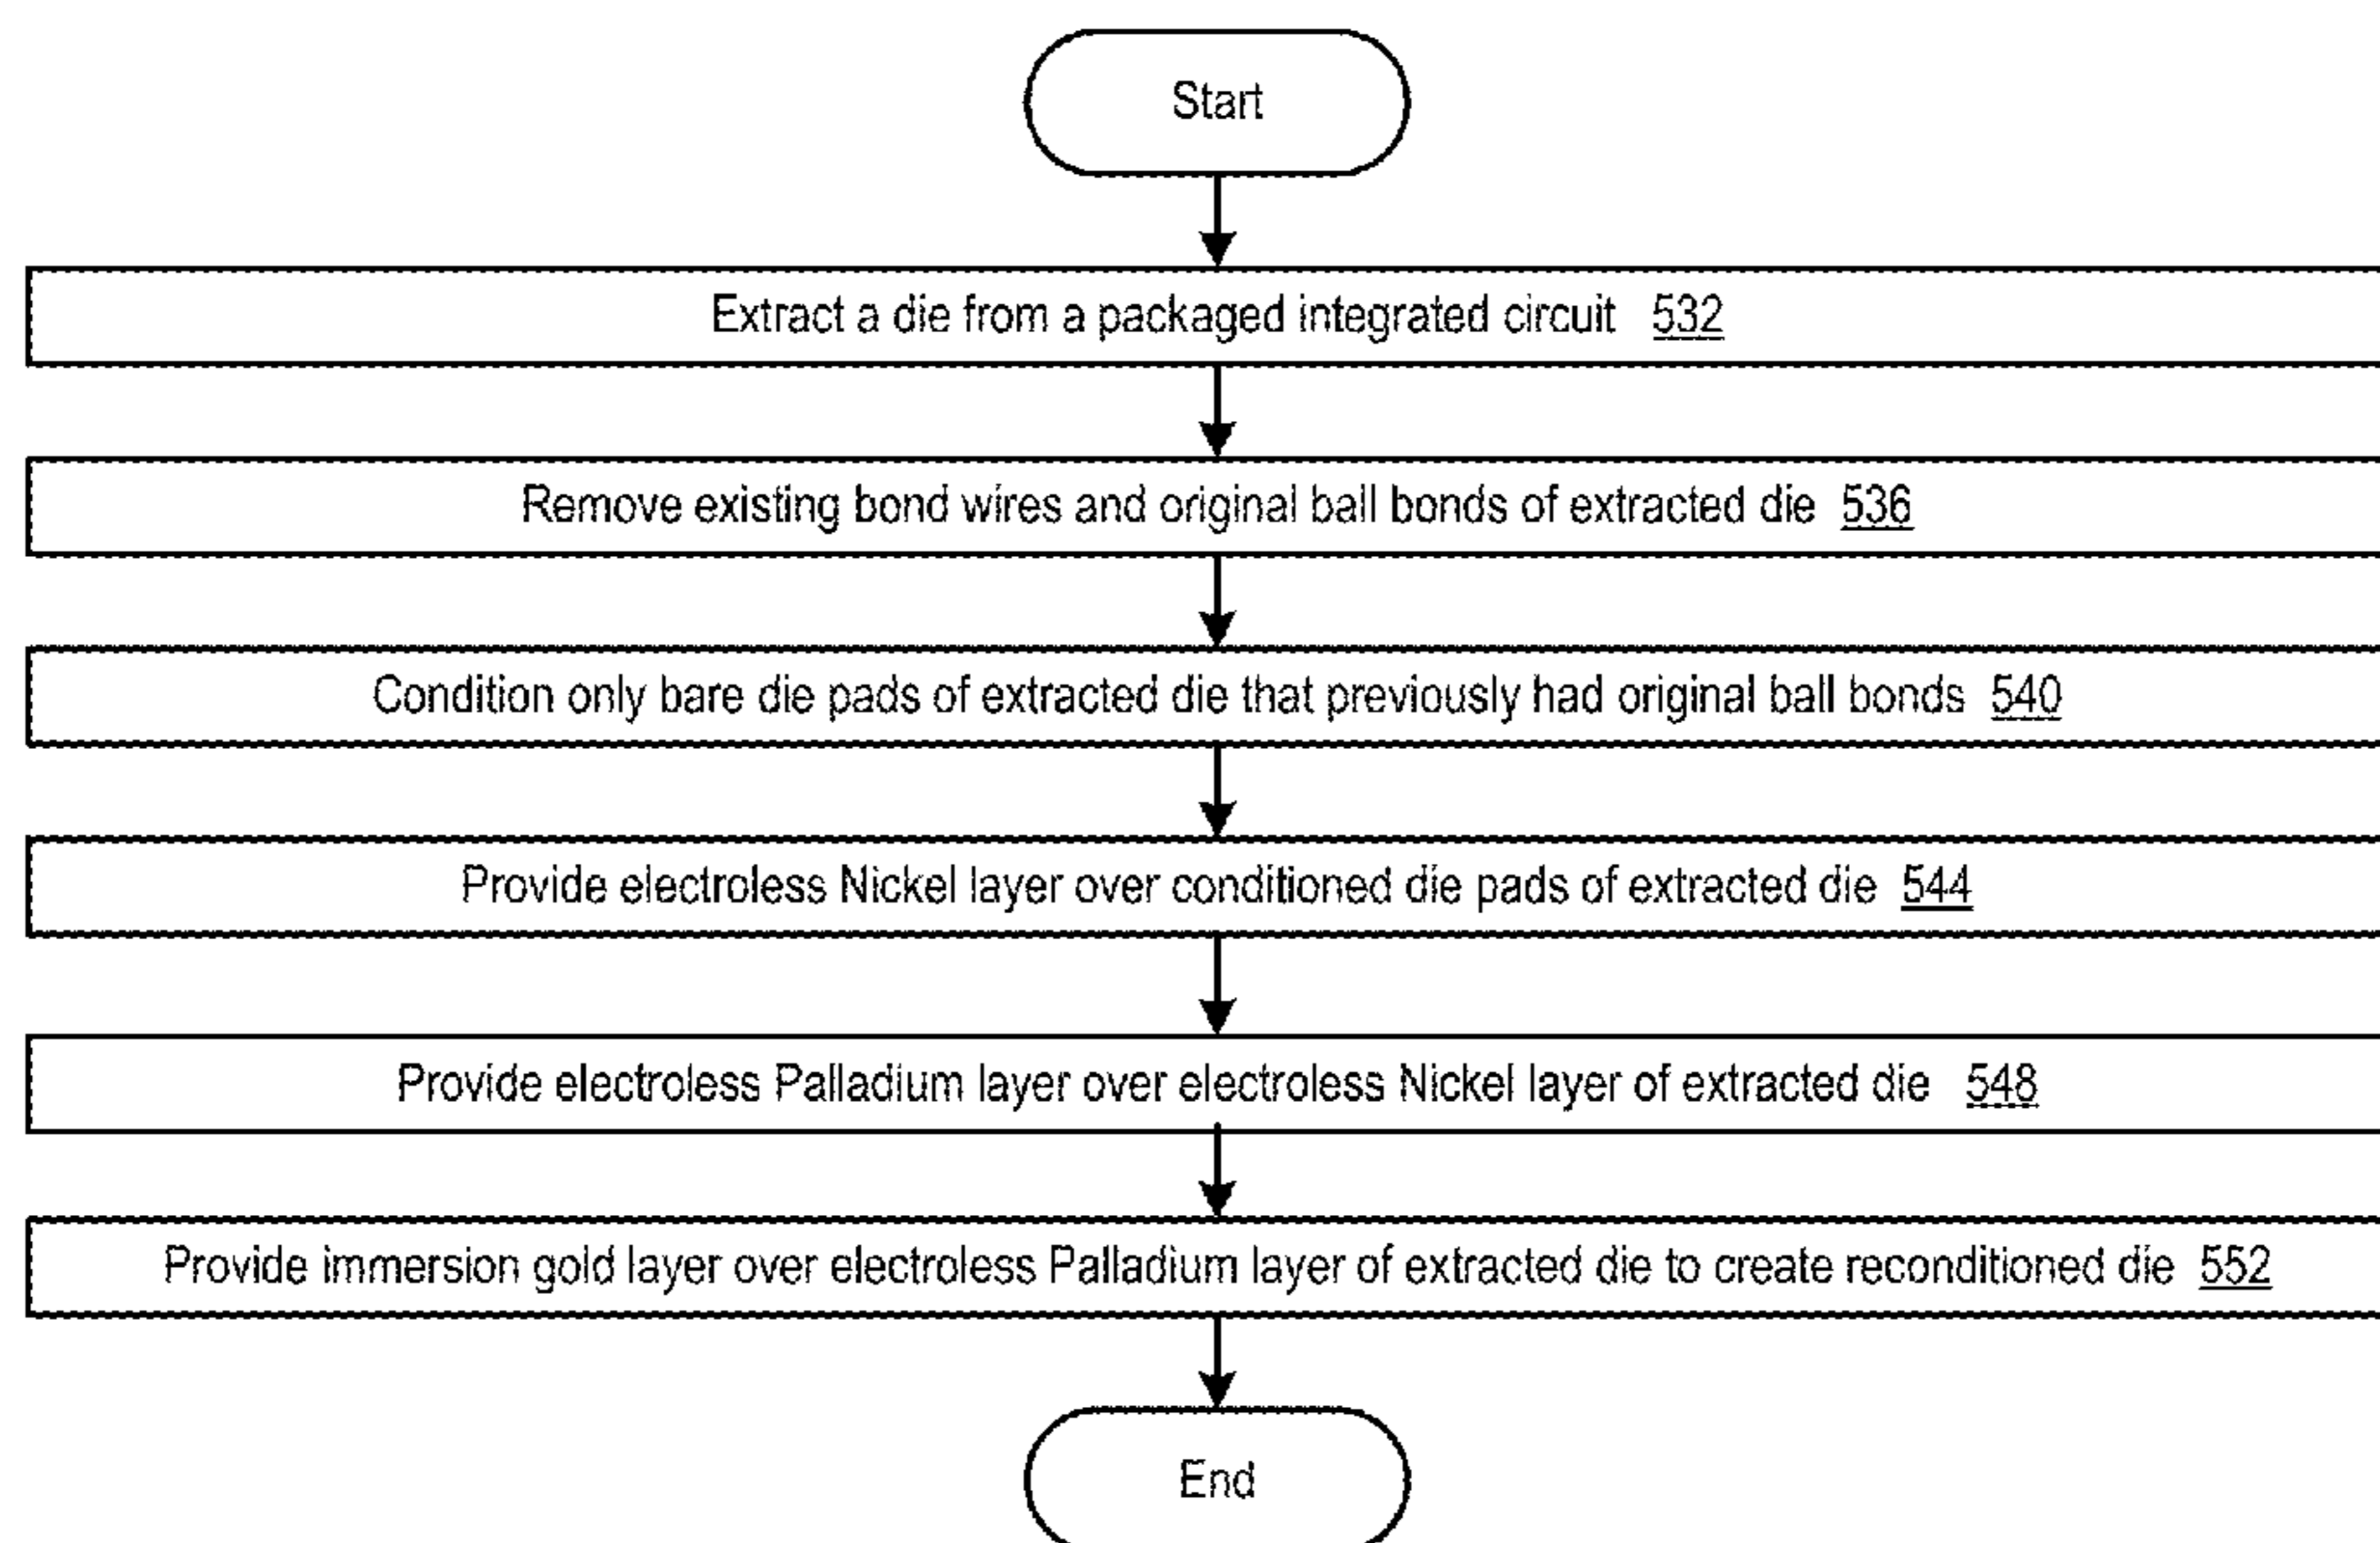 Start
Extract a die from a packaged integrated circuit 532
Remove existing bond wires and original ball bonds of extracted die 536
Condition only bare die pads of extracted die that previously had original ball bonds 540
Provide electroless Nickel layer over conditioned die pads of extracted die 544
Provide electroless Palladium layer over electroless Nickel layer of extracted die 548
Provide immersion gold layer over electroless Palladium layer of extracted die to create reconditioned die 552
End